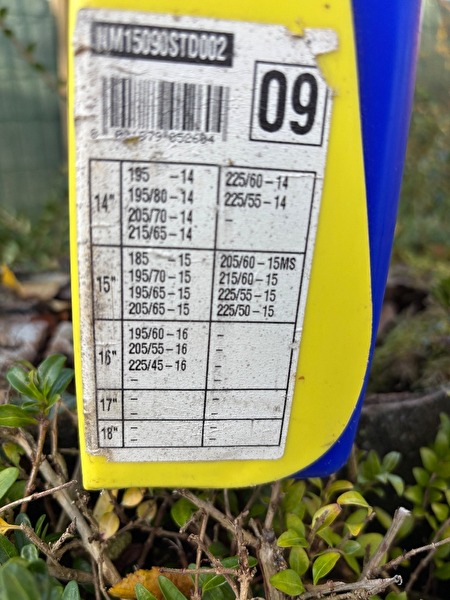 NM15090STD002
09
14" 195 -14 225/60-14
195/80-14 225/55-14
205/70-14 -
215/65-14
15" 185 -15 205/60-15MS
195/70-15 215/60-15
195/65-15 225/55-15
205/65-15 225/50-15
16" 195/60-16 -
205/55-16 -
225/45-16 -
- -
17" - -
- -
18" - -
- -